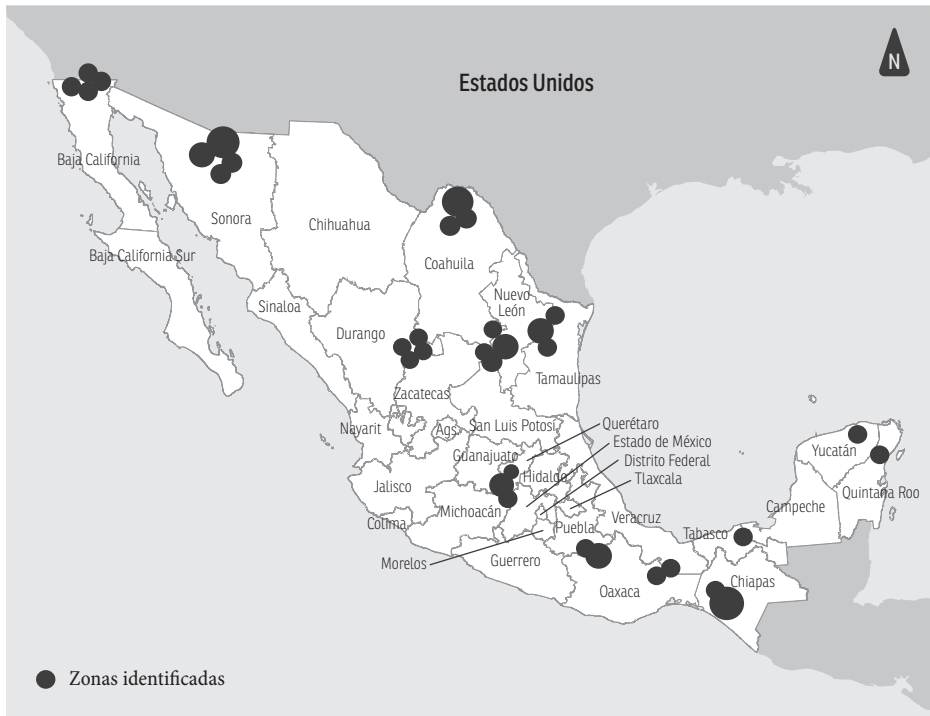 N
Estados Unidos
Baja California
Sonora
Chihuahua
Baja California Sur
Coahuila
Sinaloa
Nuevo
León
Durango
Tamaulipas
Zacatecas
Nayarit
Ags.
San Luis Potosí
Querétaro
Estado de México
Guanajuato
Distrito Federal
Hidalgo
Tlaxcala
Yucatán
Jalisco
Quintana Roo
Campeche
Michoacán
Colima
Veracruz
Puebla
Tabasco
Morelos
Guerrero
Chiapas
Oaxaca
Zonas identificadas